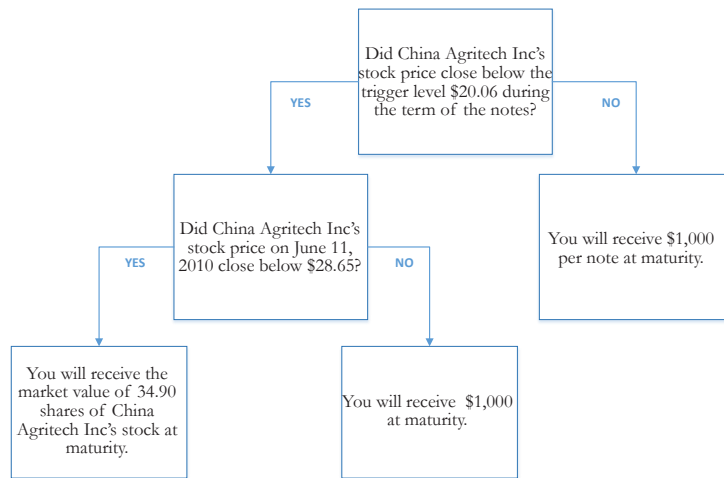 Did China Agritech Inc's
stock price close below the
trigger level $20.06 during
the term of the notes?
YES
NO
Did China Agritech Inc's
stock price on June 11,
2010 close below $28.65?
You will receive $1,000
per note at maturity.
YES
NO
You will receive the
market value of 34.90
shares of China
Agritech Inc's stock at
maturity.
You will receive $1,000
at maturity.